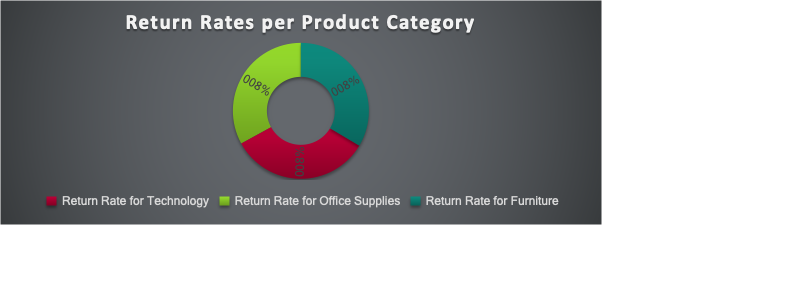 Return Rates per Product Category
008%
008%
008%
Return Rate for Technology
Return Rate for Office Supplies
Return Rate for Furniture